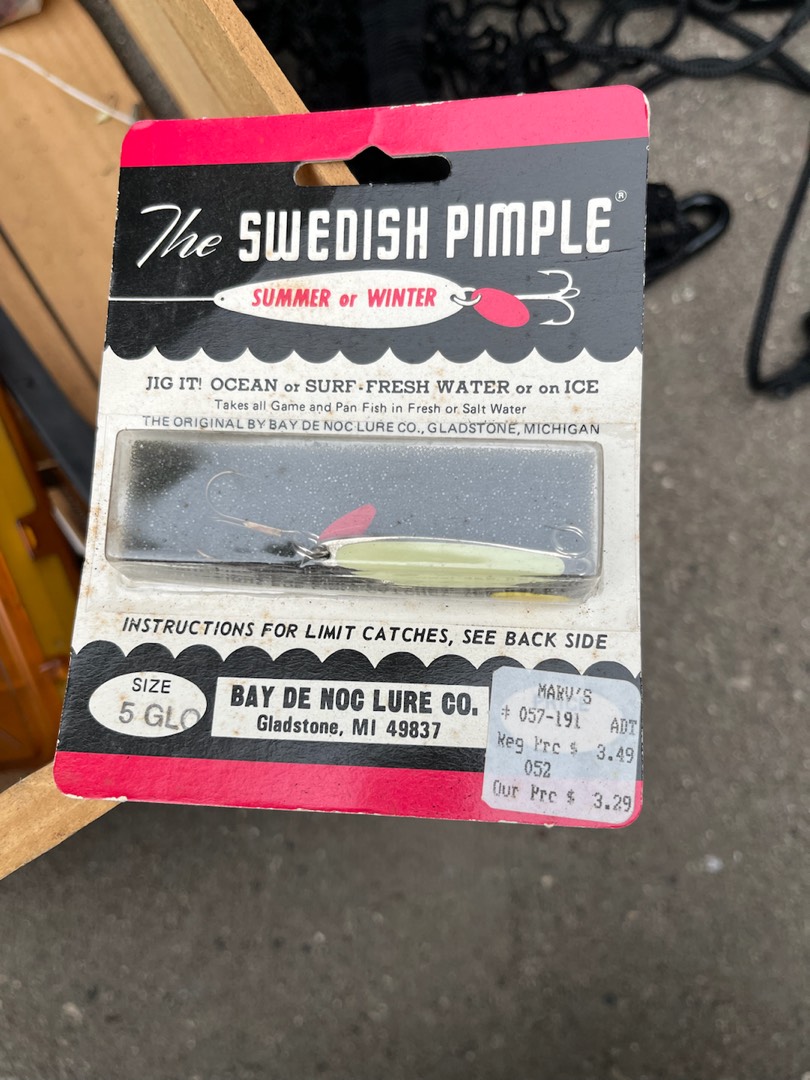 The SWEDISH PIMPLE®
SUMMER or WINTER
JIG IT! OCEAN or SURF-FRESH WATER or on ICE
Takes all Game and Pan Fish in Fresh or Salt Water
THE ORIGINAL BY BAY DE NOC LURE CO., GLADSTONE, MICHIGAN
INSTRUCTIONS FOR LIMIT CATCHES, SEE BACK SIDE
SIZE
5 GLO
BAY DE NOC LURE CO.
Gladstone, MI 49837
MARV'S
# 057-191 ADT
Reg Prc $ 3.49
052
Our Prc $ 3.29